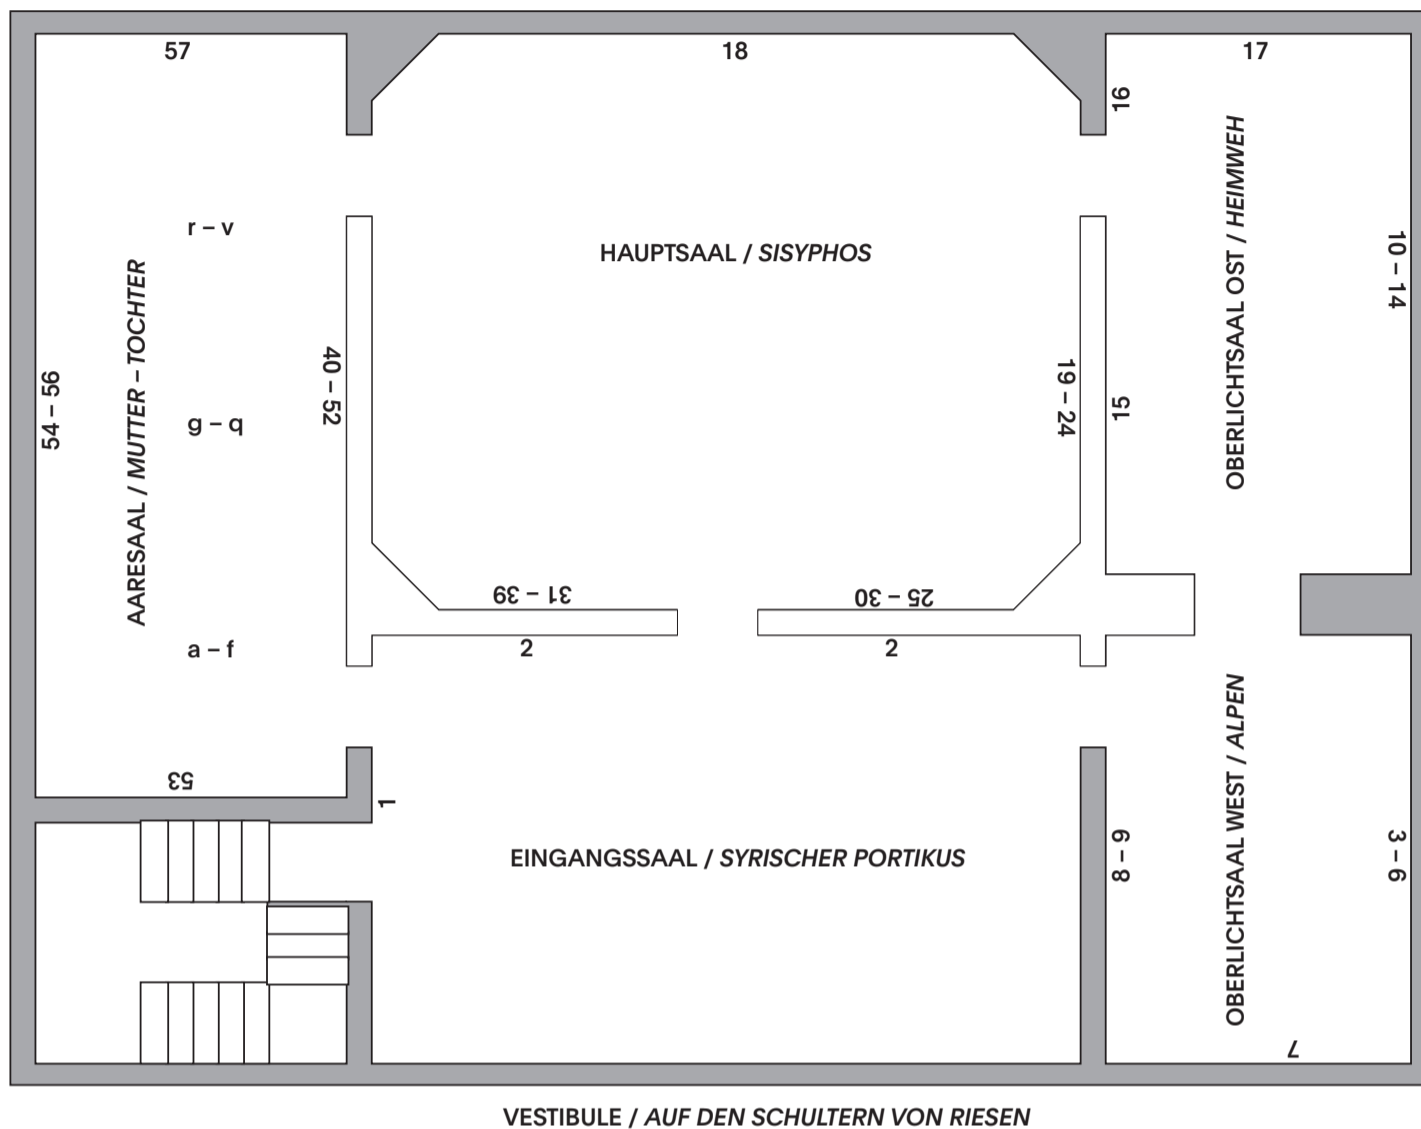 57
18
17
16
r – v
HAUPTSAAL / SISYPHOS
OBERLICHTSAAL OST / HEIMWEH
10 – 14
AARESAAL / MUTTER – TOCHTER
54 – 56
g – q
40 – 52
19 – 24
15
31 – 39
25 – 30
a – f
2
2
53
1
EINGANGSSAAL / SYRISCHER PORTIKUS
6 – 8
OBERLICHTSAAL WEST / ALPEN
3 – 6
7
VESTIBULE / AUF DEN SCHULTERN VON RIESEN